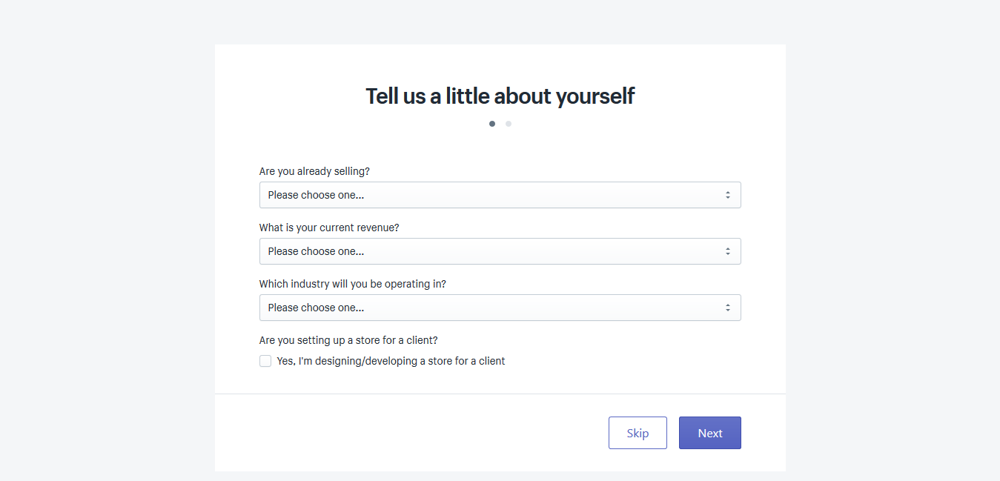 Tell us a little about yourself
Are you already selling?
Please choose one...
What is your current revenue?
Please choose one...
Which industry will you be operating in?
Please choose one...
Are you setting up a store for a client?
Yes, I'm designing/developing a store for a client
Skip
Next